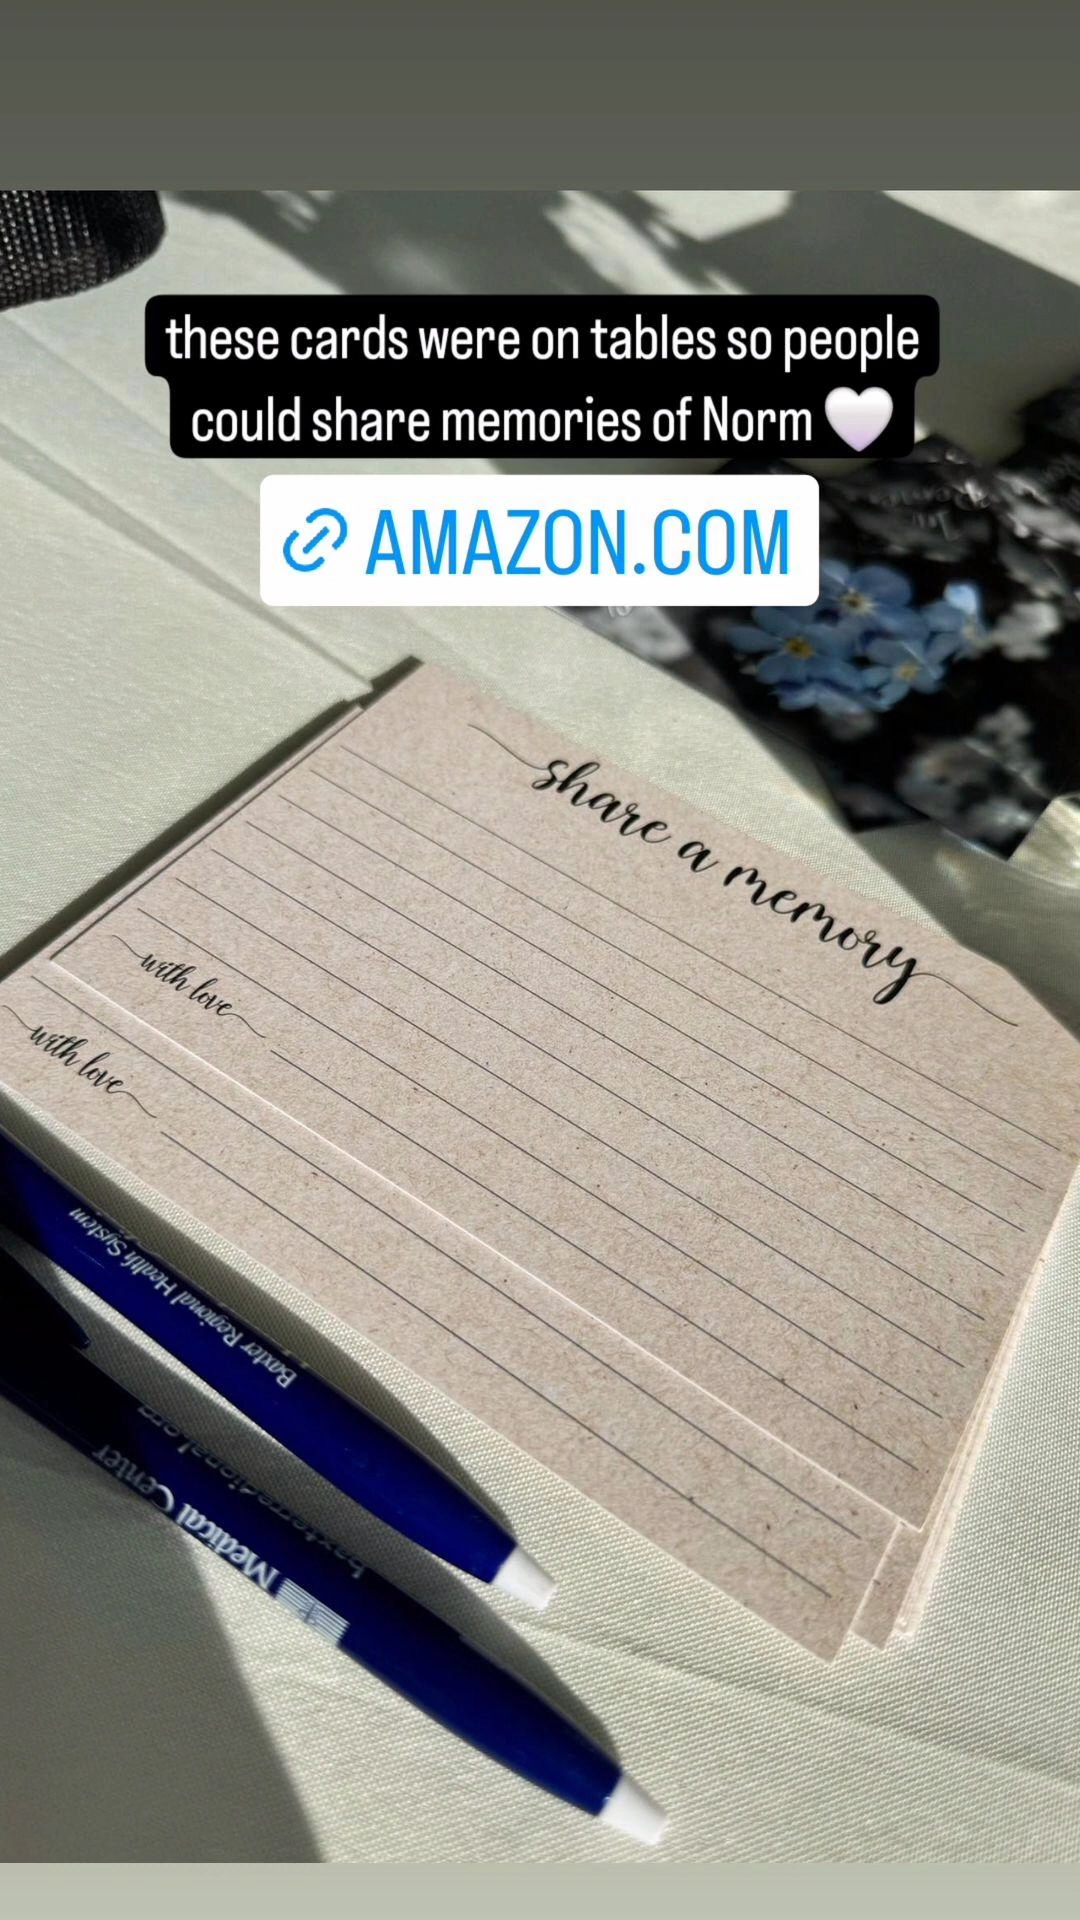 these cards were on tables so people
could share memories of Norm 🤍
AMAZON.COM
share a memory
with love
with love
Baxter Regional Health System
Medical Center